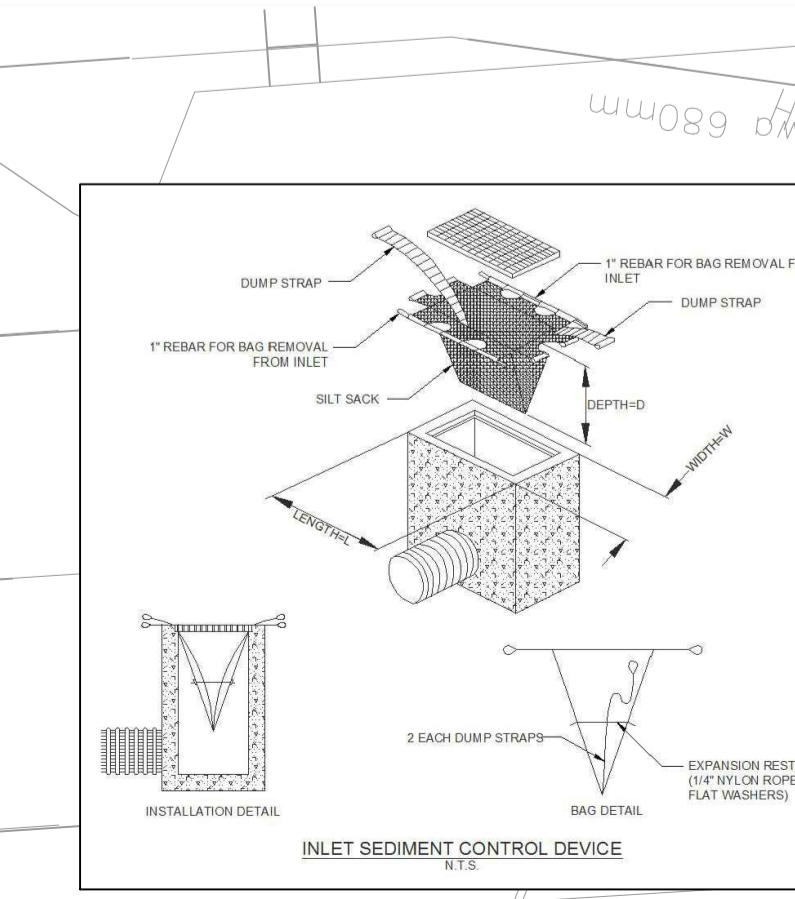 680mm
1" REBAR FOR BAG REMOVAL
INLET
DUMP STRAP
DUMP STRAP
1" REBAR FOR BAG REMOVAL
FROM INLET
SILT SACK
DEPTH=D
WIDTH=W
LENGTH=L
2 EACH DUMP STRAPS
EXPANSION
(1/4" NYLON ROPE
FLAT WASHERS)
INSTALLATION DETAIL
BAG DETAIL
INLET SEDIMENT CONTROL DEVICE
N.T.S.